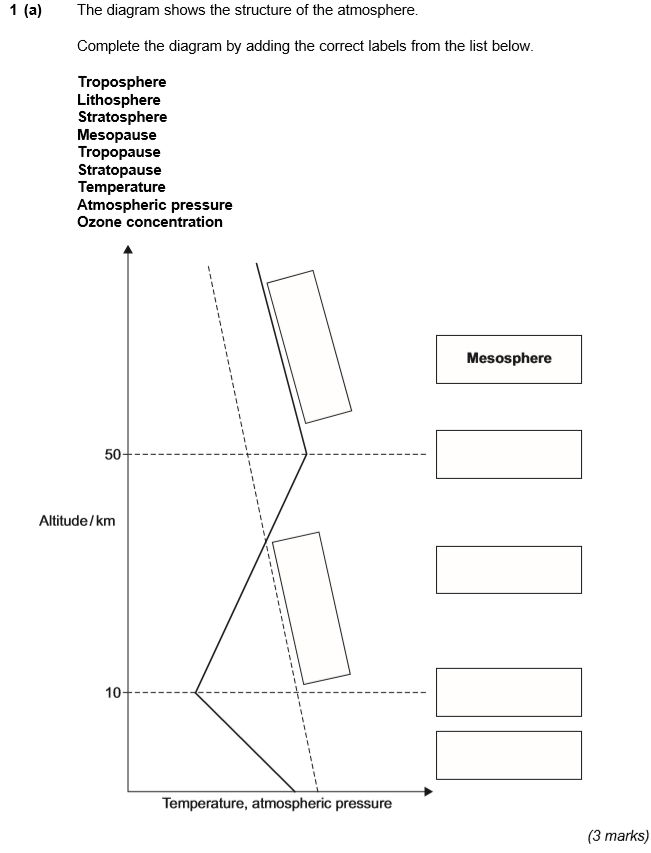 1 (a) The diagram shows the structure of the atmosphere.
Complete the diagram by adding the correct labels from the list below.
Troposphere
Lithosphere
Stratosphere
Mesopause
Tropopause
Stratopause
Temperature
Atmospheric pressure
Ozone concentration
Mesosphere
50
Altitude / km
10
Temperature, atmospheric pressure
(3 marks)